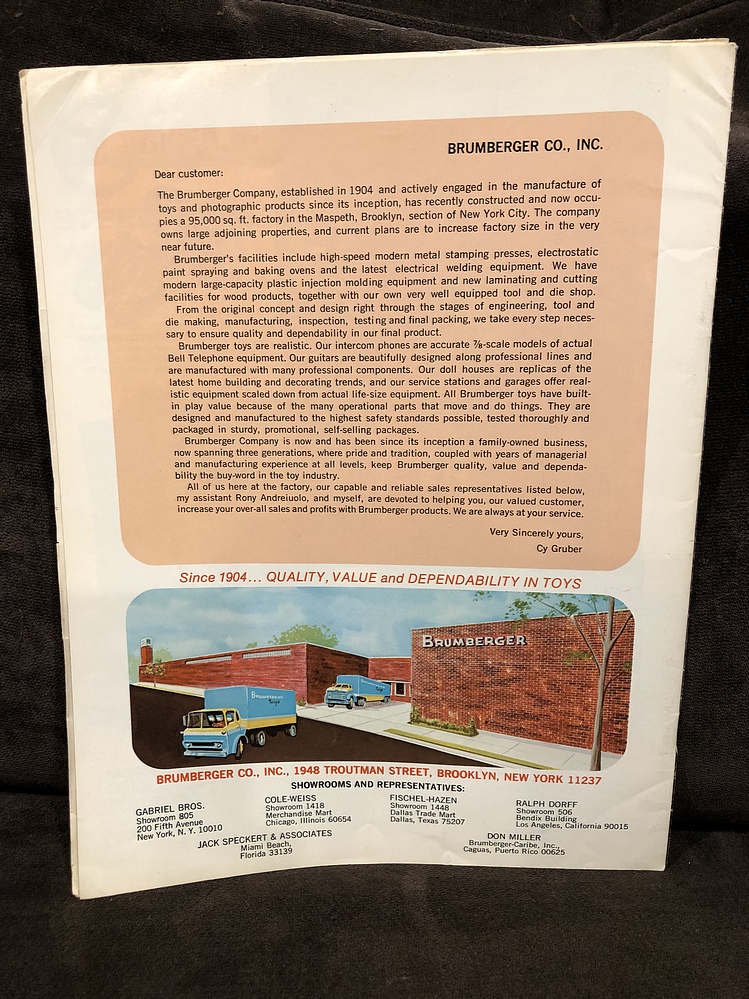 BRUMBERGER CO., INC.
Dear customer:
The Brumberger Company, established in 1904 and actively engaged in the manufacture of
toys and photographic products since its inception, has recently constructed and now occu-
pies a 95,000 sq. ft. factory in the Maspeth, Brooklyn, section of New York City. The company
owns large adjoining properties, and current plans are to increase factory size in the very
near future.
Brumberger's facilities include high-speed modern metal stamping presses, electrostatic
paint spraying and baking ovens and the latest electrical welding equipment. We have
modern large-capacity plastic injection molding equipment and new laminating and cutting
facilities for wood products, together with our own very well equipped tool and die shop.
From the original concept and design right through the stages of engineering, tool and
die making, manufacturing, inspection, testing and final packing, we take every step neces-
sary to ensure quality and dependability in our final product.
Brumberger toys are realistic. Our intercom phones are accurate ⅞-scale models of actual
Bell Telephone equipment. Our guitars are beautifully designed along professional lines and
are manufactured with many professional components. Our doll houses are replicas of the
latest home building and decorating trends, and our service stations and garages offer real-
istic equipment scaled down from actual life-size equipment. All Brumberger toys have built-
in play value because of the many operational parts that move and do things. They are
designed and manufactured to the highest safety standards possible, tested thoroughly and
packaged in sturdy, promotional, self-selling packages.
Brumberger Company is now and has been since its inception a family-owned business,
now spanning three generations, where pride and tradition, coupled with years of managerial
and manufacturing experience at all levels, keep Brumberger quality, value and dependa-
bility the buy-word in the toy industry.
All of us here at the factory, our capable and reliable sales representatives listed below,
my assistant Rony Andreiuolo, and myself, are devoted to helping you, our valued customer,
increase your over-all sales and profits with Brumberger products. We are always at your service.
Very Sincerely yours,
Cy Gruber
Since 1904... QUALITY, VALUE and DEPENDABILITY IN TOYS
BRUMBERGER
BRUMBERGER
toys
BRUMBERGER CO., INC., 1948 TROUTMAN STREET, BROOKLYN, NEW YORK 11237
SHOWROOMS AND REPRESENTATIVES:
GABRIEL BROS.
Showroom 805
200 Fifth Avenue
New York, N. Y. 10010
COLE-WEISS
Showroom 1418
Merchandise Mart
Chicago, Illinois 60654
FISCHEL-HAZEN
Showroom 1448
Dallas Trade Mart
Dallas, Texas 75207
RALPH DORFF
Showroom 506
Bendix Building
Los Angeles, California 90015
JACK SPECKERT & ASSOCIATES
Miami Beach,
Florida 33139
DON MILLER
Brumberger-Caribe, Inc.,
Caguas, Puerto Rico 00625